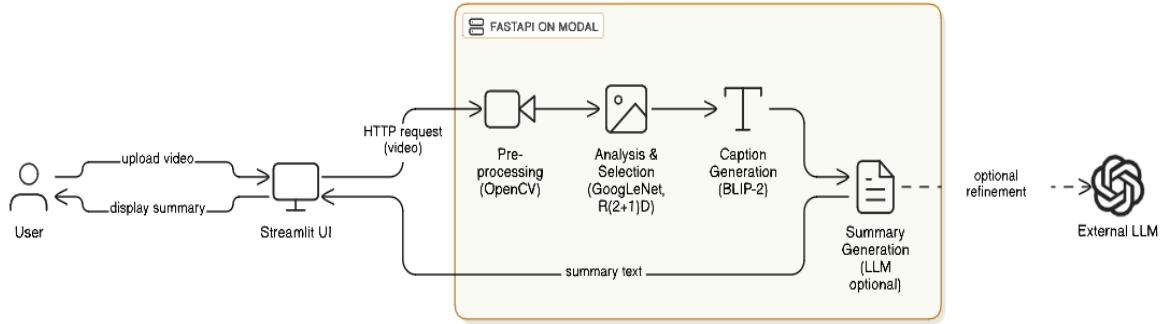 FASTAPI ON MODAL
HTTP request
(video)
Pre-
processing
(OpenCV)
Analysis &
Selection
(GoogLeNet,
R(2+1)D)
Caption
Generation
(BLIP-2)
upload video
display summary
User
Streamlit UI
summary text
Summary
Generation
(LLM
optional)
optional
refinement
External LLM